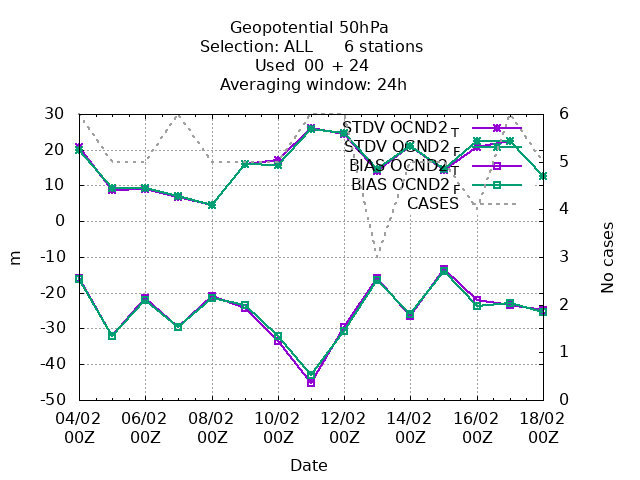 Geopotential 50hPa
Selection: ALL 6 stations
Used 00 + 24
Averaging window: 24h
STDV OCND2 T
STDV OCND2 F
BIAS OCND2 T
BIAS OCND2 F
CASES
30
20
10
0
-10
-20
-30
-40
-50
6
5
4
3
2
1
0
m
No cases
04/02 06/02 08/02 10/02 12/02 14/02 16/02 18/02
00Z 00Z 00Z 00Z 00Z 00Z 00Z 00Z
Date